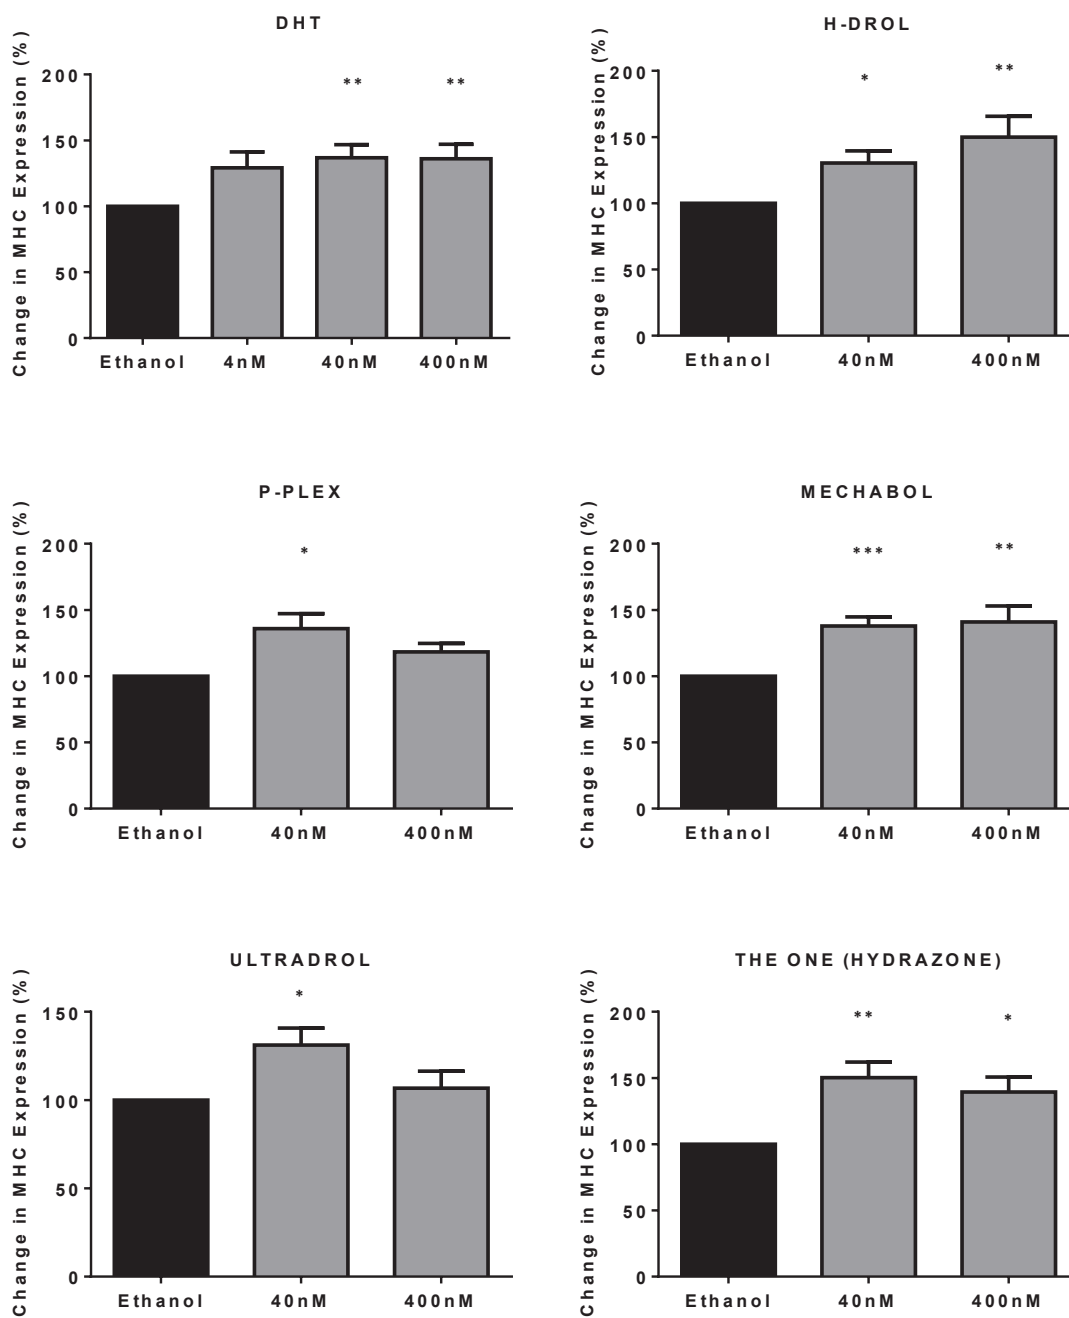 DHT
Change in MHC Expression (%)
200
**
**
150
100
50
0
Ethanol
4nM
40nM
400nM
H-DROL
Change in MHC Expression (%)
200
*
**
150
100
50
0
Ethanol
40nM
400nM
P-PLEX
Change in MHC Expression (%)
200
*
150
100
50
0
Ethanol
40nM
400nM
MECHABOL
Change in MHC Expression (%)
200
***
**
150
100
50
0
Ethanol
40nM
400nM
ULTRADROL
Change in MHC Expression (%)
*
150
100
50
0
Ethanol
40nM
400nM
THE ONE (HYDRAZONE)
Change in MHC Expression (%)
200
**
*
150
100
50
0
Ethanol
40nM
400nM